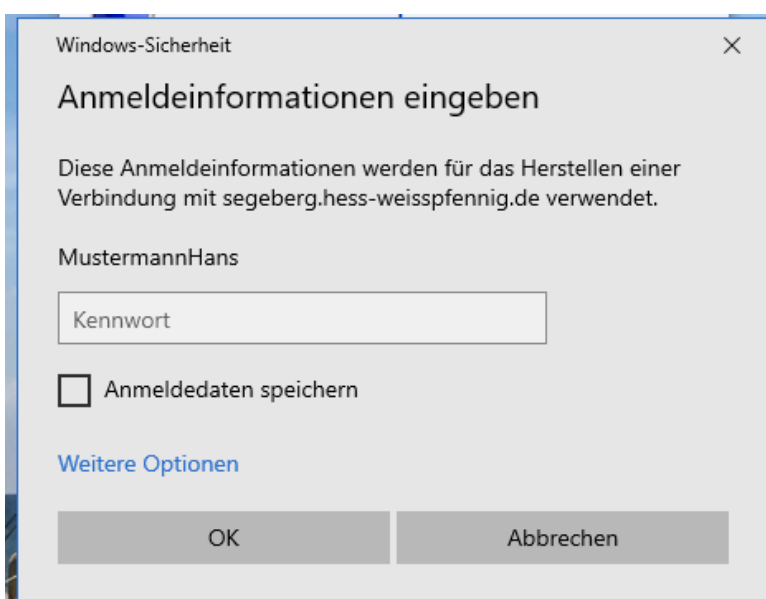 Windows-Sicherheit
Anmeldeinformationen eingeben
Diese Anmeldeinformationen werden für das Herstellen einer
Verbindung mit segeberg.hess-weisspfennig.de verwendet.
MustermannHans
Kennwort
Anmeldedaten speichern
Weitere Optionen
OK Abbrechen